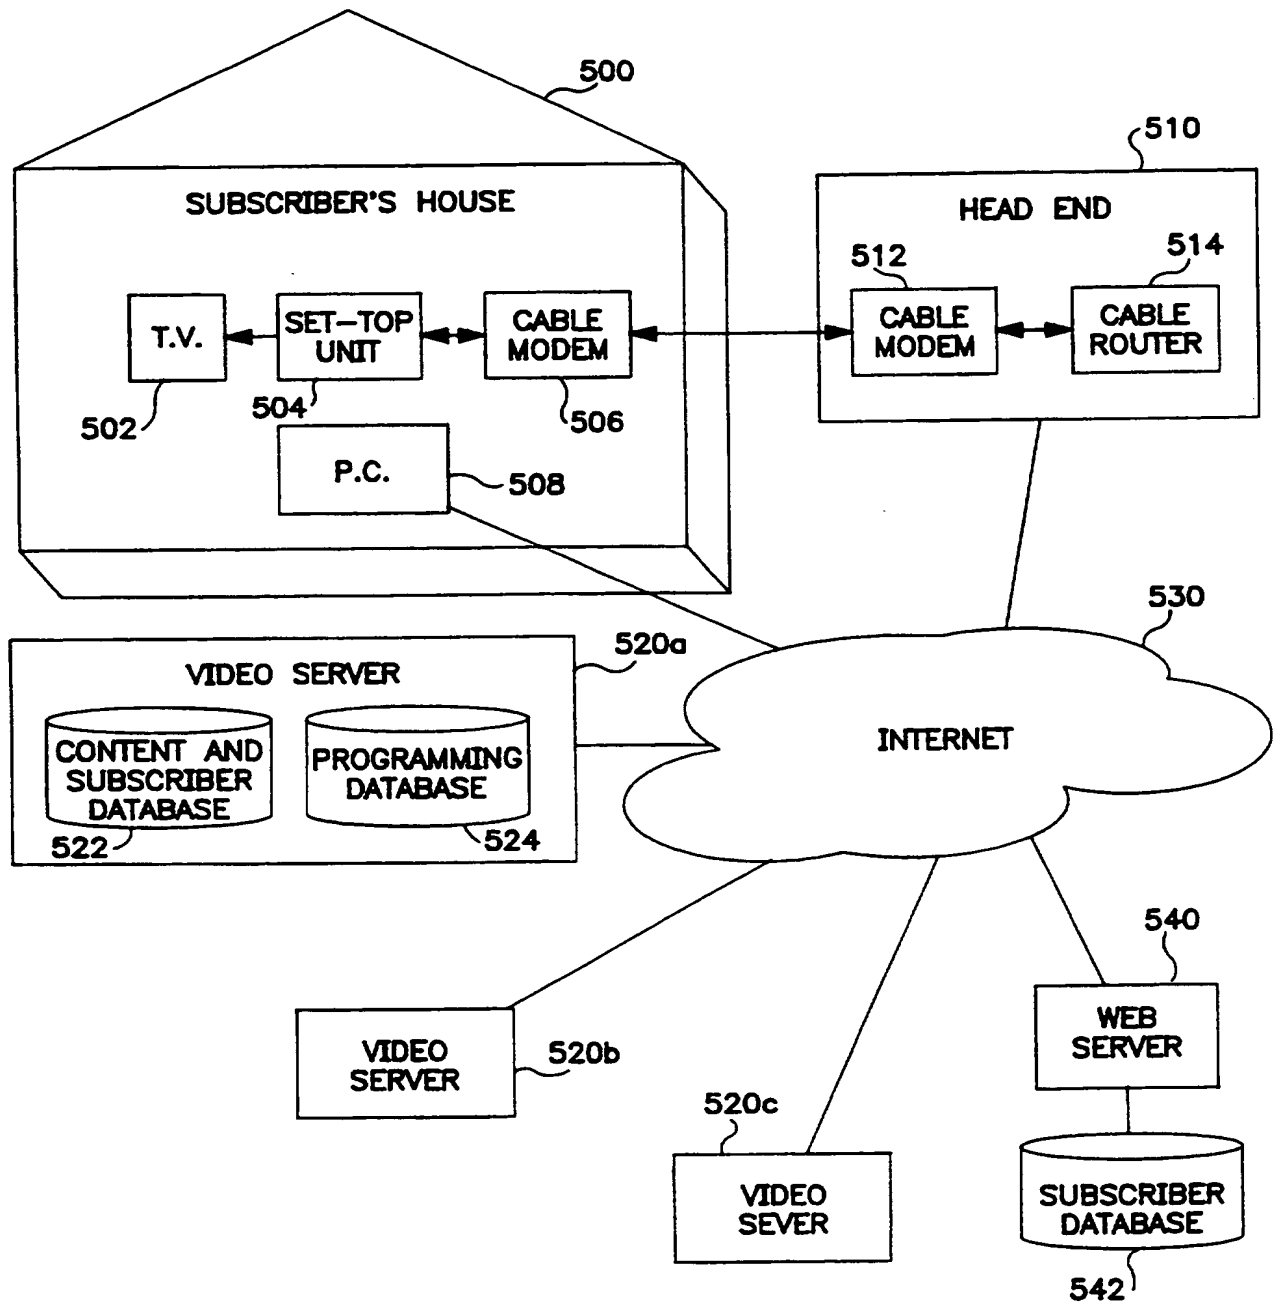 500
510
SUBSCRIBER'S HOUSE
HEAD END
512
514
T.V.
SET-TOP
UNIT
CABLE
MODEM
CABLE
MODEM
CABLE
ROUTER
502
504
506
P.C.
508
530
520a
VIDEO SERVER
CONTENT AND
SUBSCRIBER
DATABASE
PROGRAMMING
DATABASE
522
524
INTERNET
540
VIDEO
SERVER
520b
WEB
SERVER
520c
VIDEO
SEVER
SUBSCRIBER
DATABASE
542